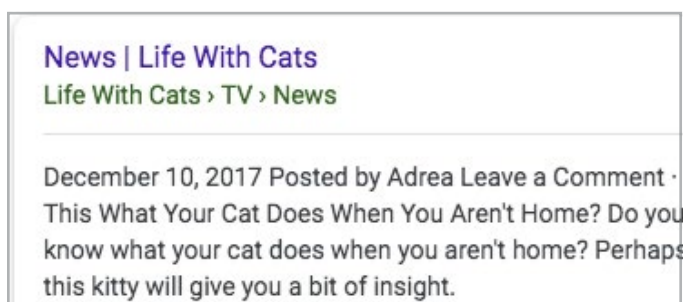 News | Life With Cats
Life With Cats › TV › News
December 10, 2017 Posted by Adrea Leave a Comment ·
This What Your Cat Does When You Aren't Home? Do you
know what your cat does when you aren't home? Perhaps
this kitty will give you a bit of insight.